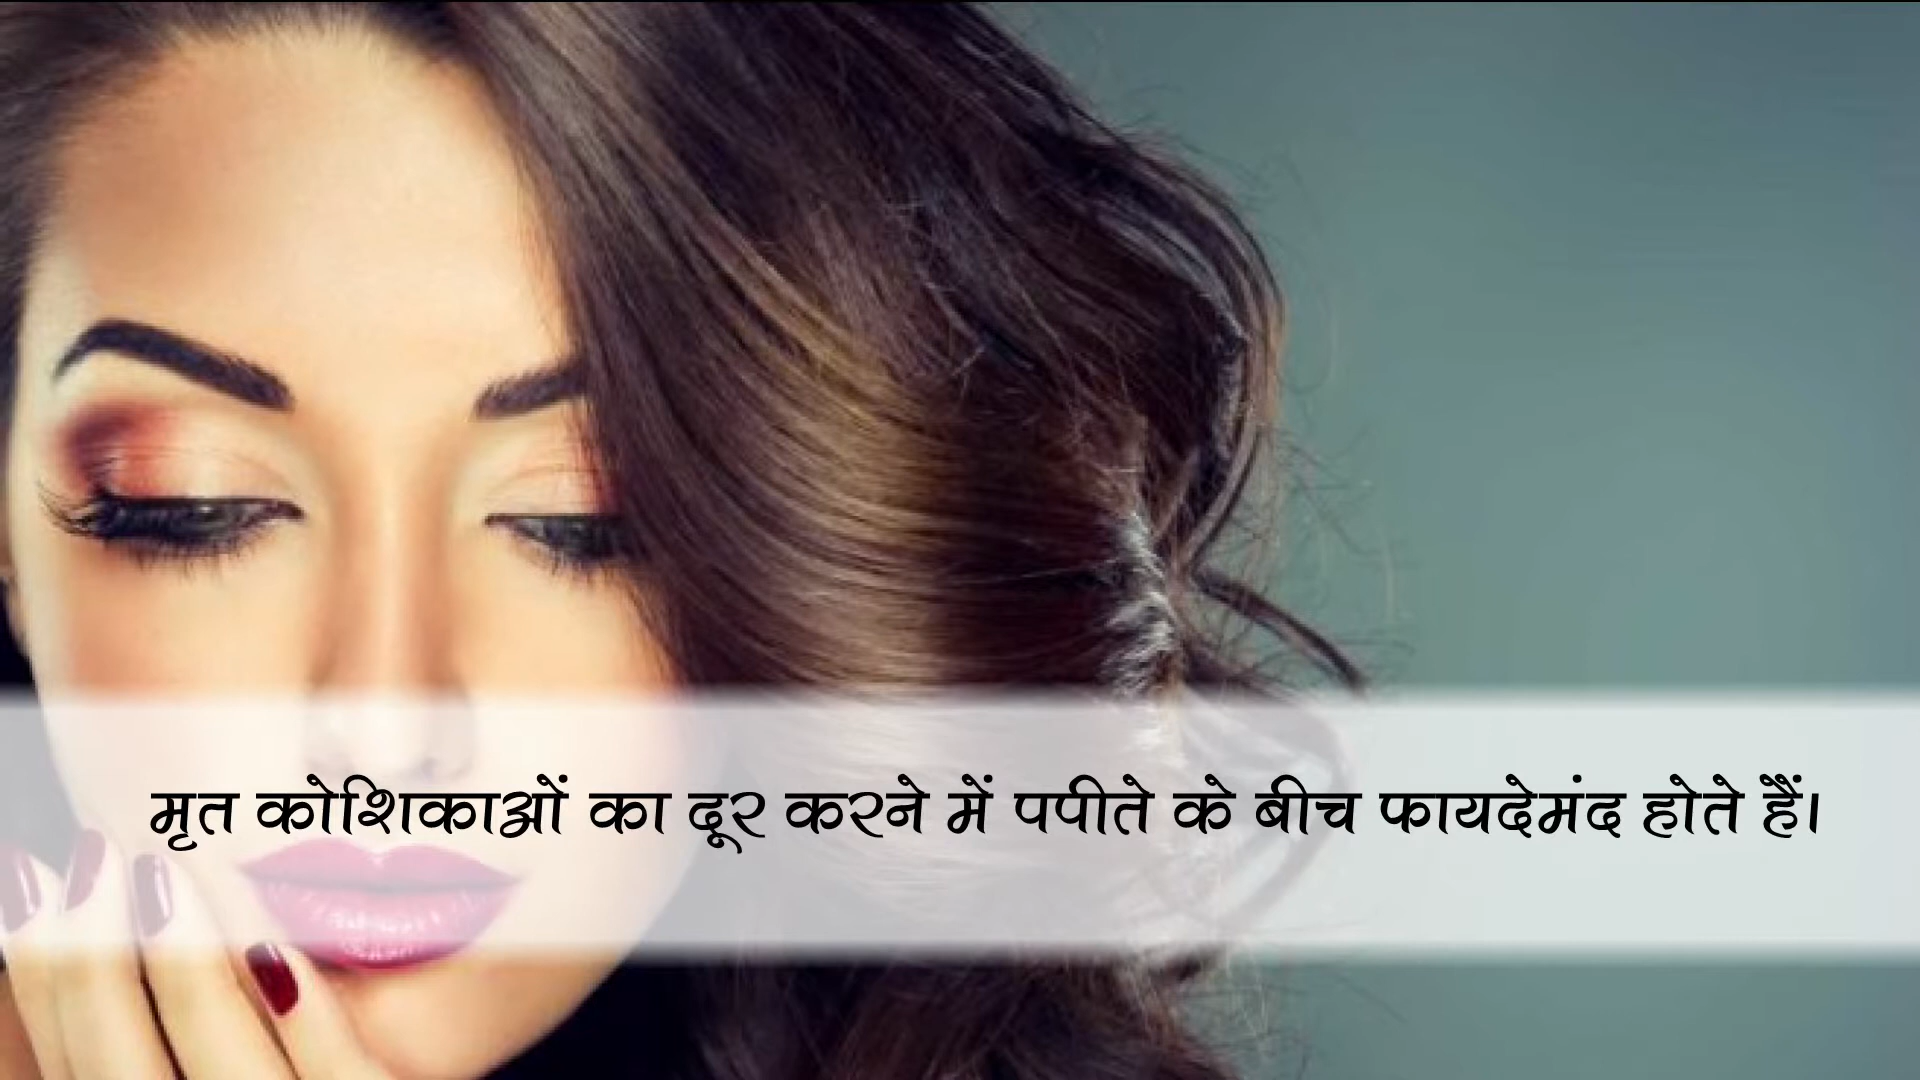 मृत कोशिकाओं का दूर करने में पपीते के बीच फायदेमंद होते हैं।